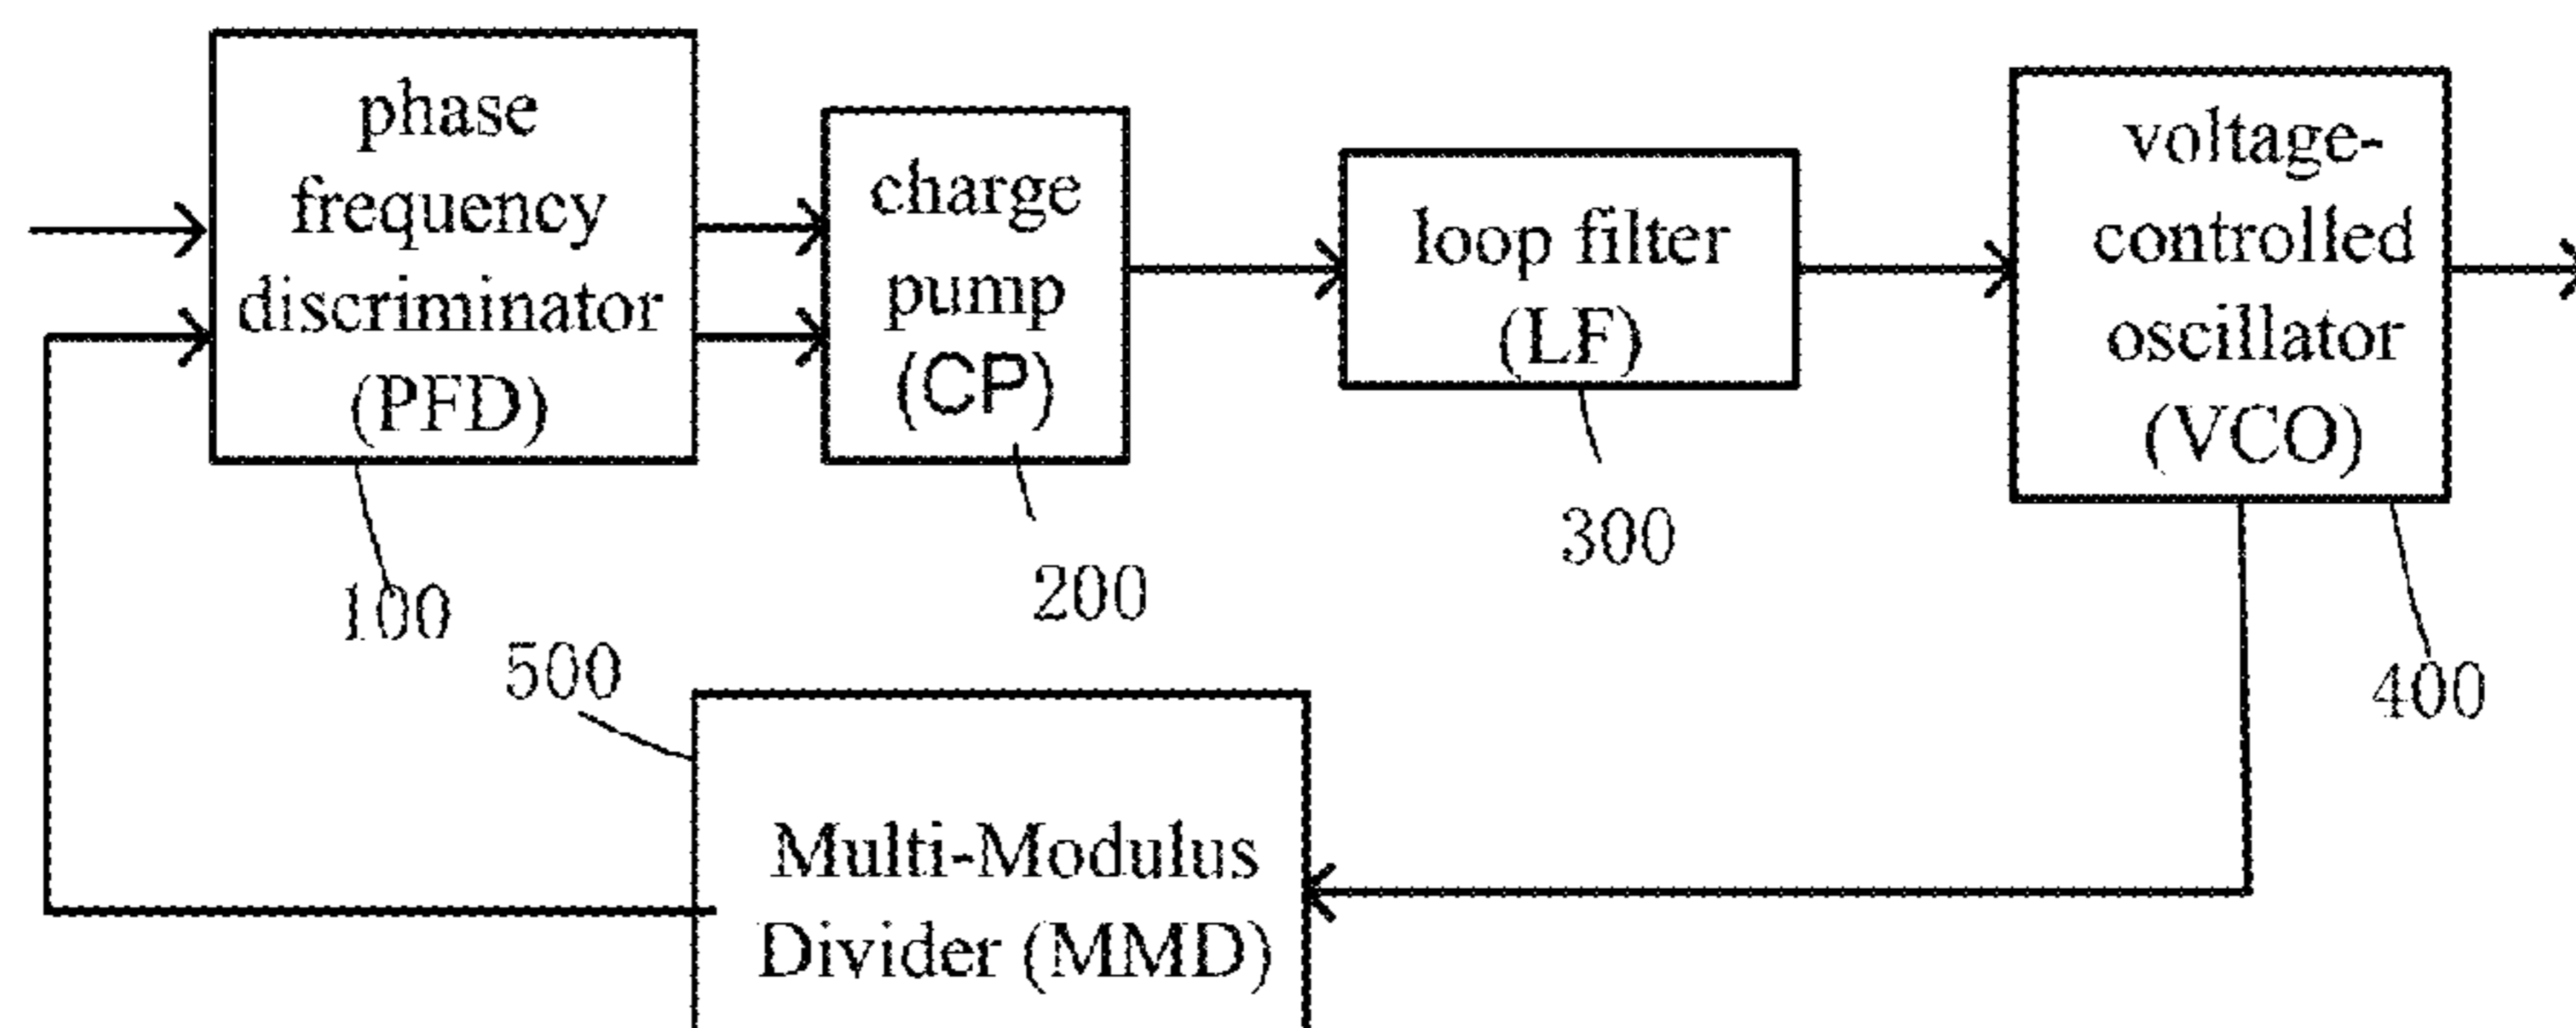 phase
frequency
discriminator
(PFD)
charge
pump
(CP)
loop filter
(LF)
voltage-
controlled
oscillator
(VCO)
100
200
300
400
500
Multi-Modulus
Divider (MMD)